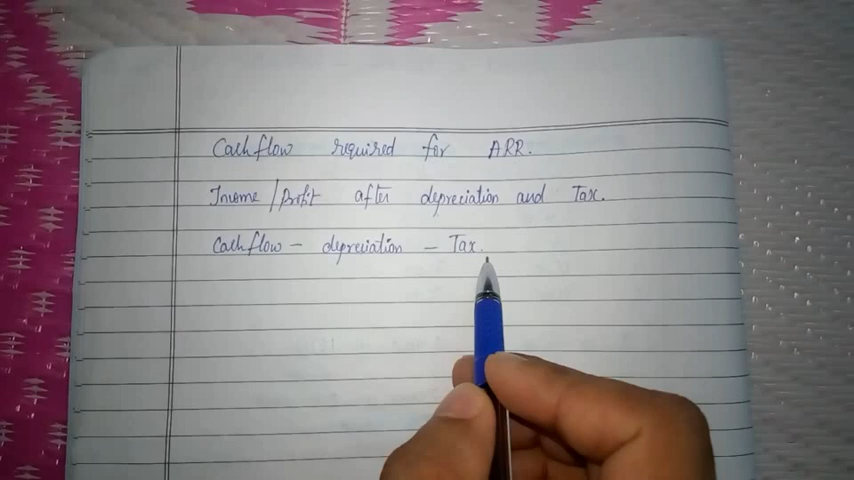 Cashflow required for ARR.
Income/Profit after depreciation and Tax.
Cashflow - depreciation - Tax.